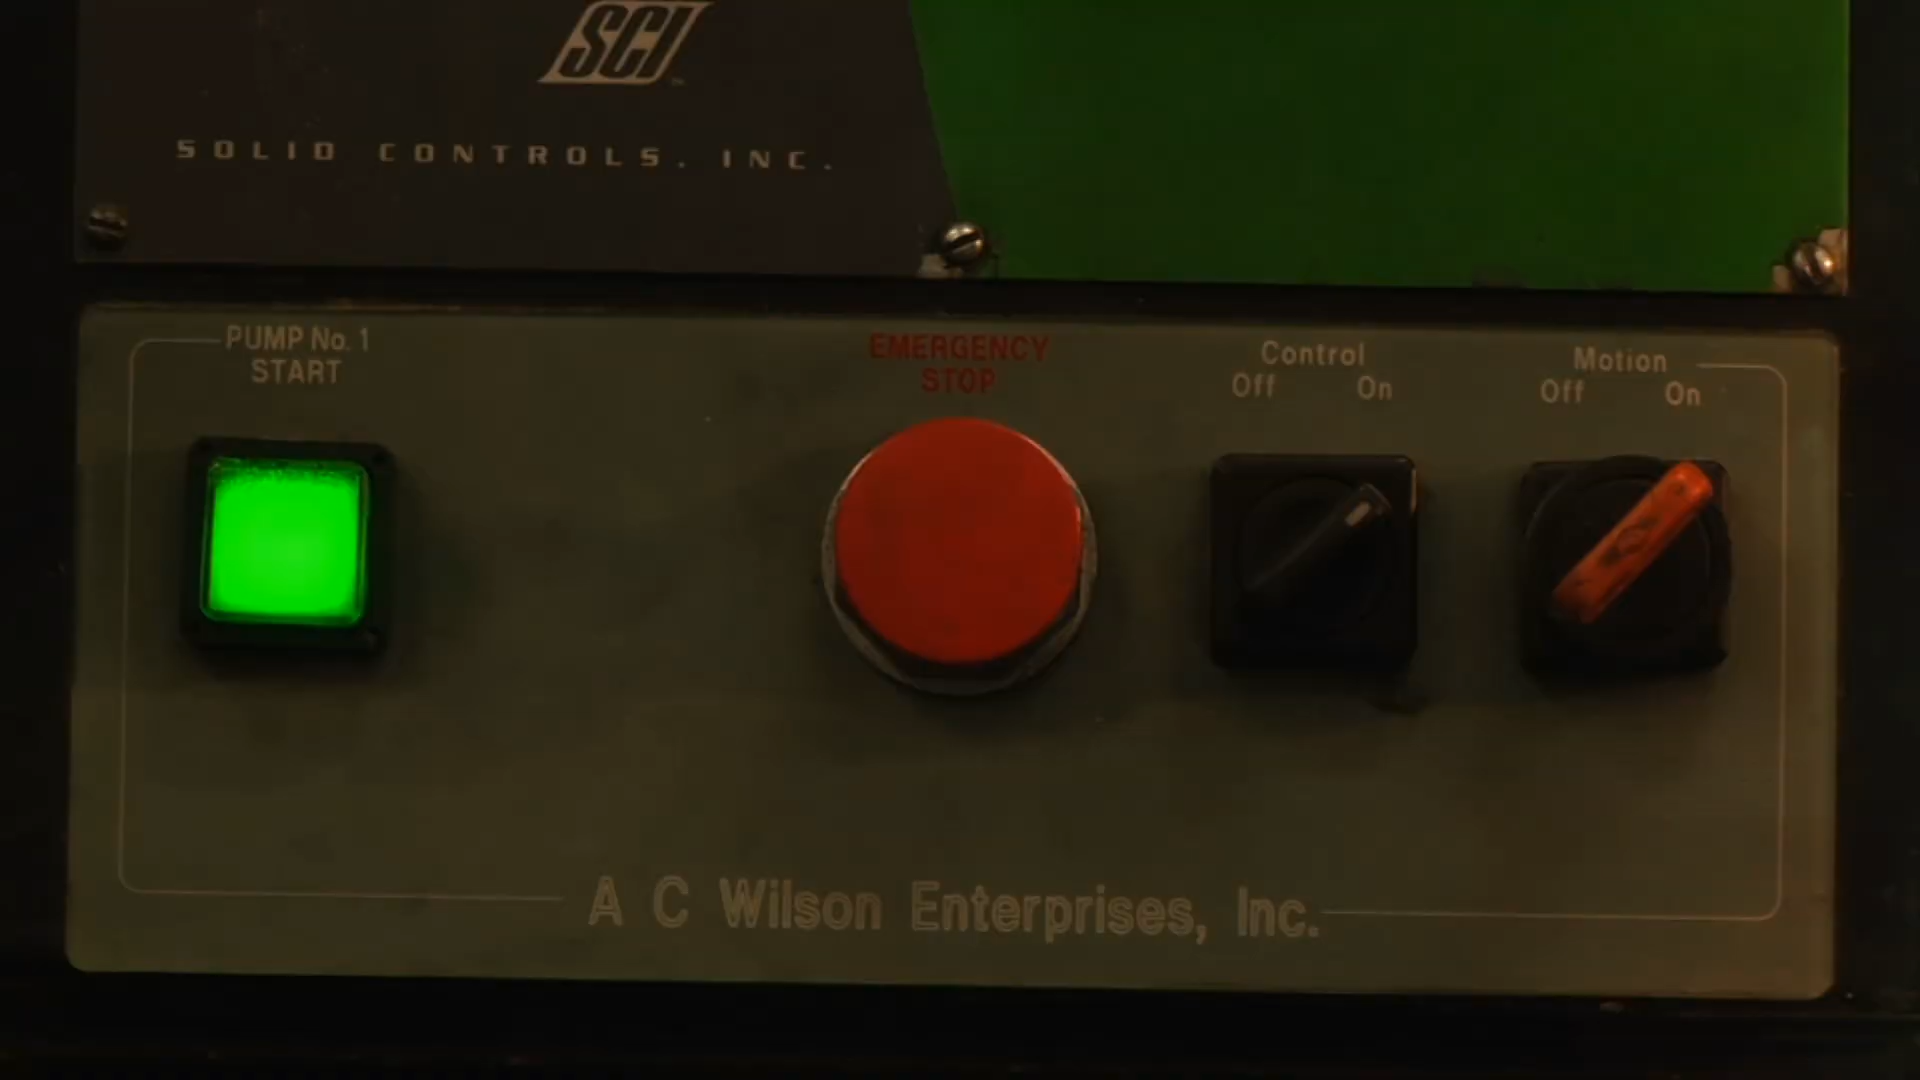 SCI
SOLID CONTROLS, INC.
PUMP No. 1
START
EMERGENCY
STOP
Control
Off On
Motion
Off On
A C Wilson Enterprises, Inc.